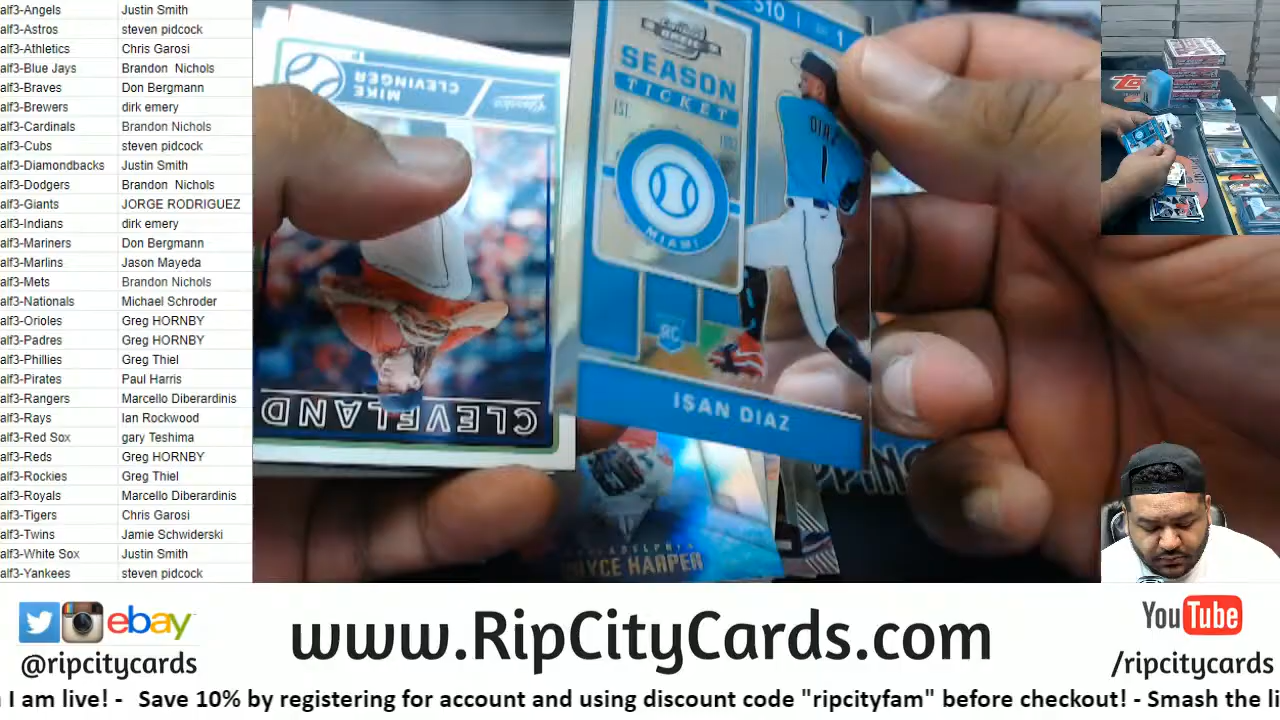 alf3-Angels Justin Smith
alf3-Astros steven pidcock
alf3-Athletics Chris Garosi
alf3-Blue Jays Brandon Nichols
alf3-Braves Don Bergmann
alf3-Brewers dirk emery
alf3-Cardinals Brandon Nichols
alf3-Cubs steven pidcock
alf3-Diamondbacks Justin Smith
alf3-Dodgers Brandon Nichols
alf3-Giants JORGE RODRIGUEZ
alf3-Indians dirk emery
alf3-Mariners Don Bergmann
alf3-Marlins Jason Mayeda
alf3-Mets Brandon Nichols
alf3-Nationals Michael Schroder
alf3-Orioles Greg HORNBY
alf3-Padres Greg HORNBY
alf3-Phillies Greg Thiel
alf3-Pirates Paul Harris
alf3-Rangers Marcello Diberardinis
alf3-Rays Ian Rockwood
alf3-Red Sox gary Teshima
alf3-Reds Greg HORNBY
alf3-Rockies Greg Thiel
alf3-Royals Marcello Diberardinis
alf3-Tigers Chris Garosi
alf3-Twins Jamie Schwiderski
alf3-White Sox Justin Smith
alf3-Yankees steven pidcock
MIKE
CLEVINGER
CLEVELAND
SEASON
TICKET
MIAMI
RC
DIAZ
1
ISAN DIAZ
PHILADELPHIA
BRYCE HARPER
Topps
ebay
@ripcitycards
www.RipCityCards.com
YouTube
/ripcitycards
I am live! - Save 10% by registering for account and using discount code "ripcityfam" before checkout! - Smash the li